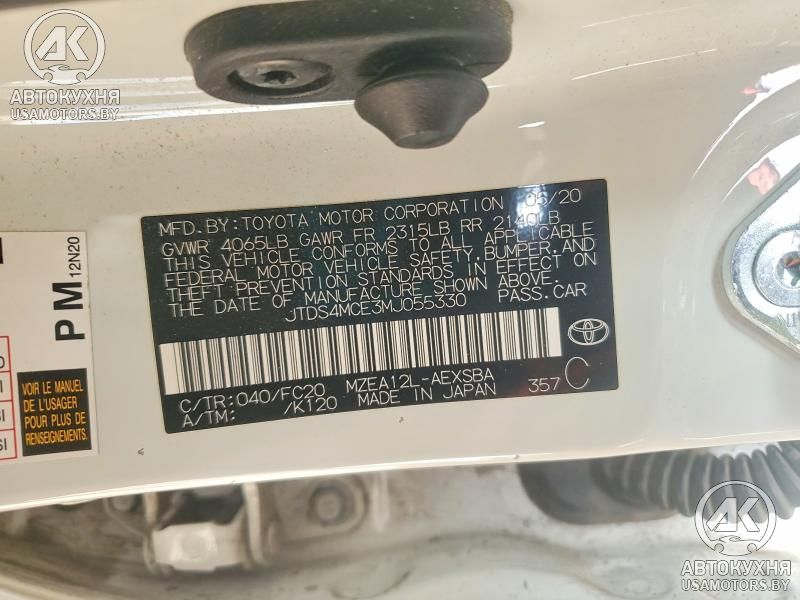 АК
АВТОКУХНЯ
USAMOTORS.BY
MFD. BY: TOYOTA MOTOR CORPORATION 06/20
GVWR 4065LB GAWR FR 2315LB RR 2140LB
THIS VEHICLE CONFORMS TO ALL APPLICABLE
FEDERAL MOTOR VEHICLE SAFETY, BUMPER, AND
THEFT PREVENTION STANDARDS IN EFFECT ON
THE DATE OF MANUFACTURE SHOWN ABOVE.
JTDS4MCE3MJ055330 PASS. CAR
C/TR: 040/FC20 MZEA12L-AEXSBA
A/TM: /K120 MADE IN JAPAN 357 C
PM 12N20
VOIR LE MANUEL
DE L'USAGER
POUR PLUS DE
RENSEIGNEMENTS.
АК
АВТОКУХНЯ
USAMOTORS.BY